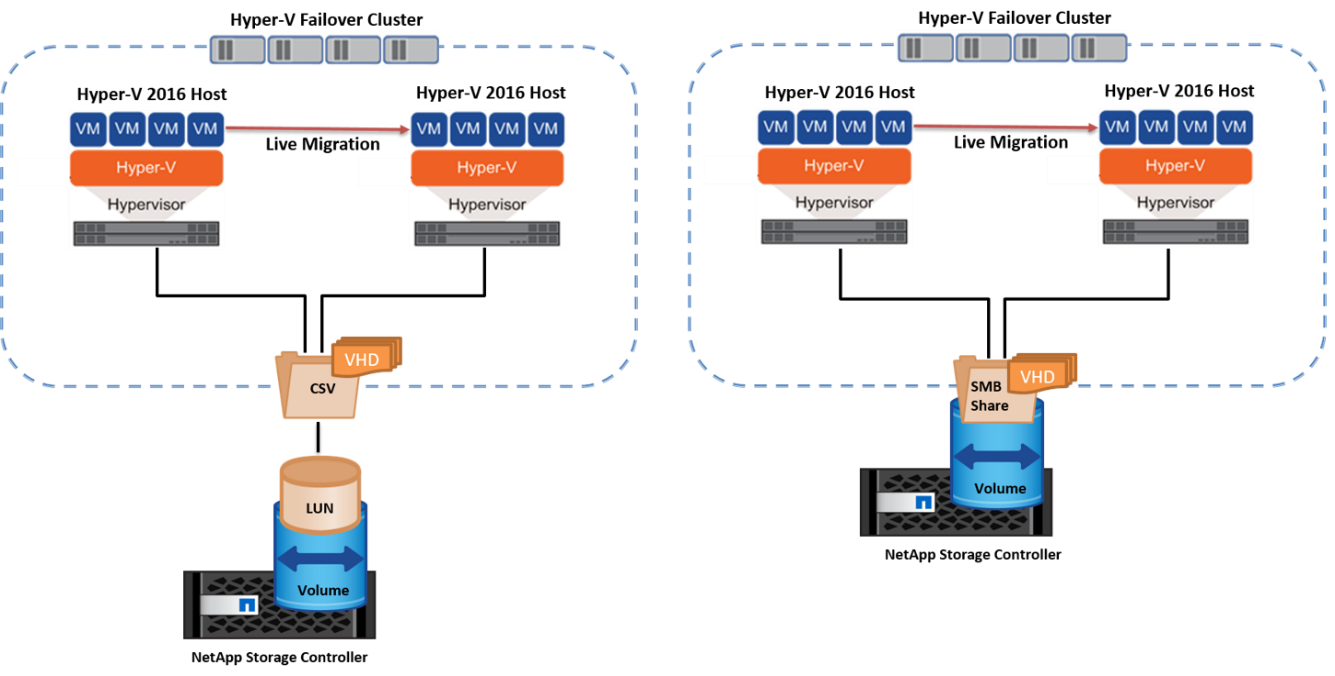 Hyper-V Failover Cluster
Hyper-V 2016 Host
Hyper-V 2016 Host
VM VM VM VM
VM VM VM VM
Live Migration
Hyper-V
Hyper-V
Hypervisor
Hypervisor
VHD
CSV
LUN
Volume
NetApp Storage Controller
Hyper-V Failover Cluster
Hyper-V 2016 Host
Hyper-V 2016 Host
VM VM VM VM
VM VM VM VM
Live Migration
Hyper-V
Hyper-V
Hypervisor
Hypervisor
VHD
SMB
Share
Volume
NetApp Storage Controller